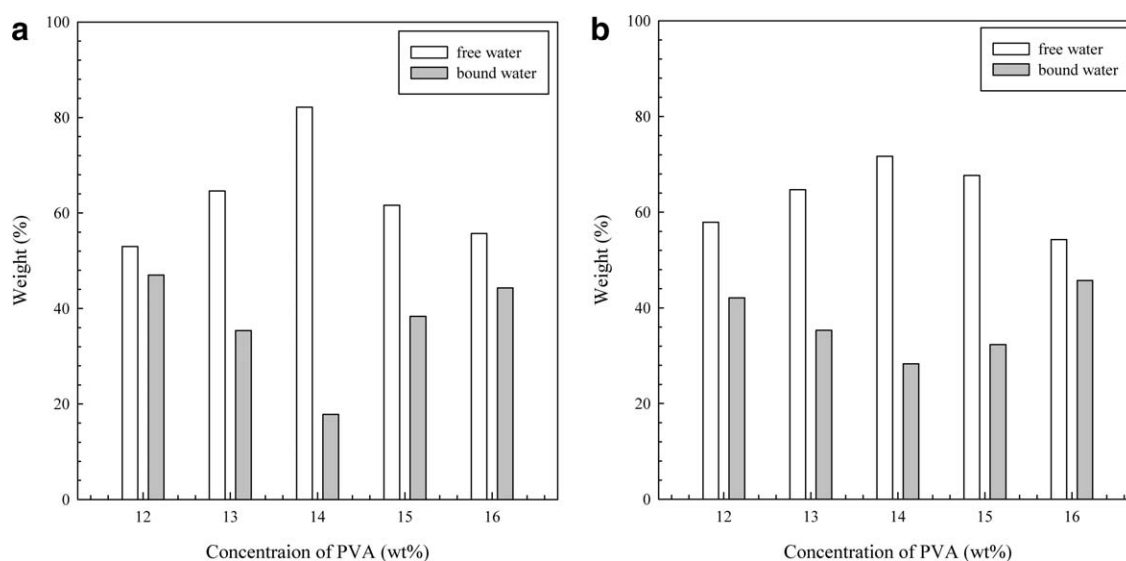 a
100
80
60
40
20
0
Weight (%)
free water
bound water
12 13 14 15 16
Concentraion of PVA (wt%)
b
100
80
60
40
20
0
Weight (%)
free water
bound water
12 13 14 15 16
Concentration of PVA (wt%)